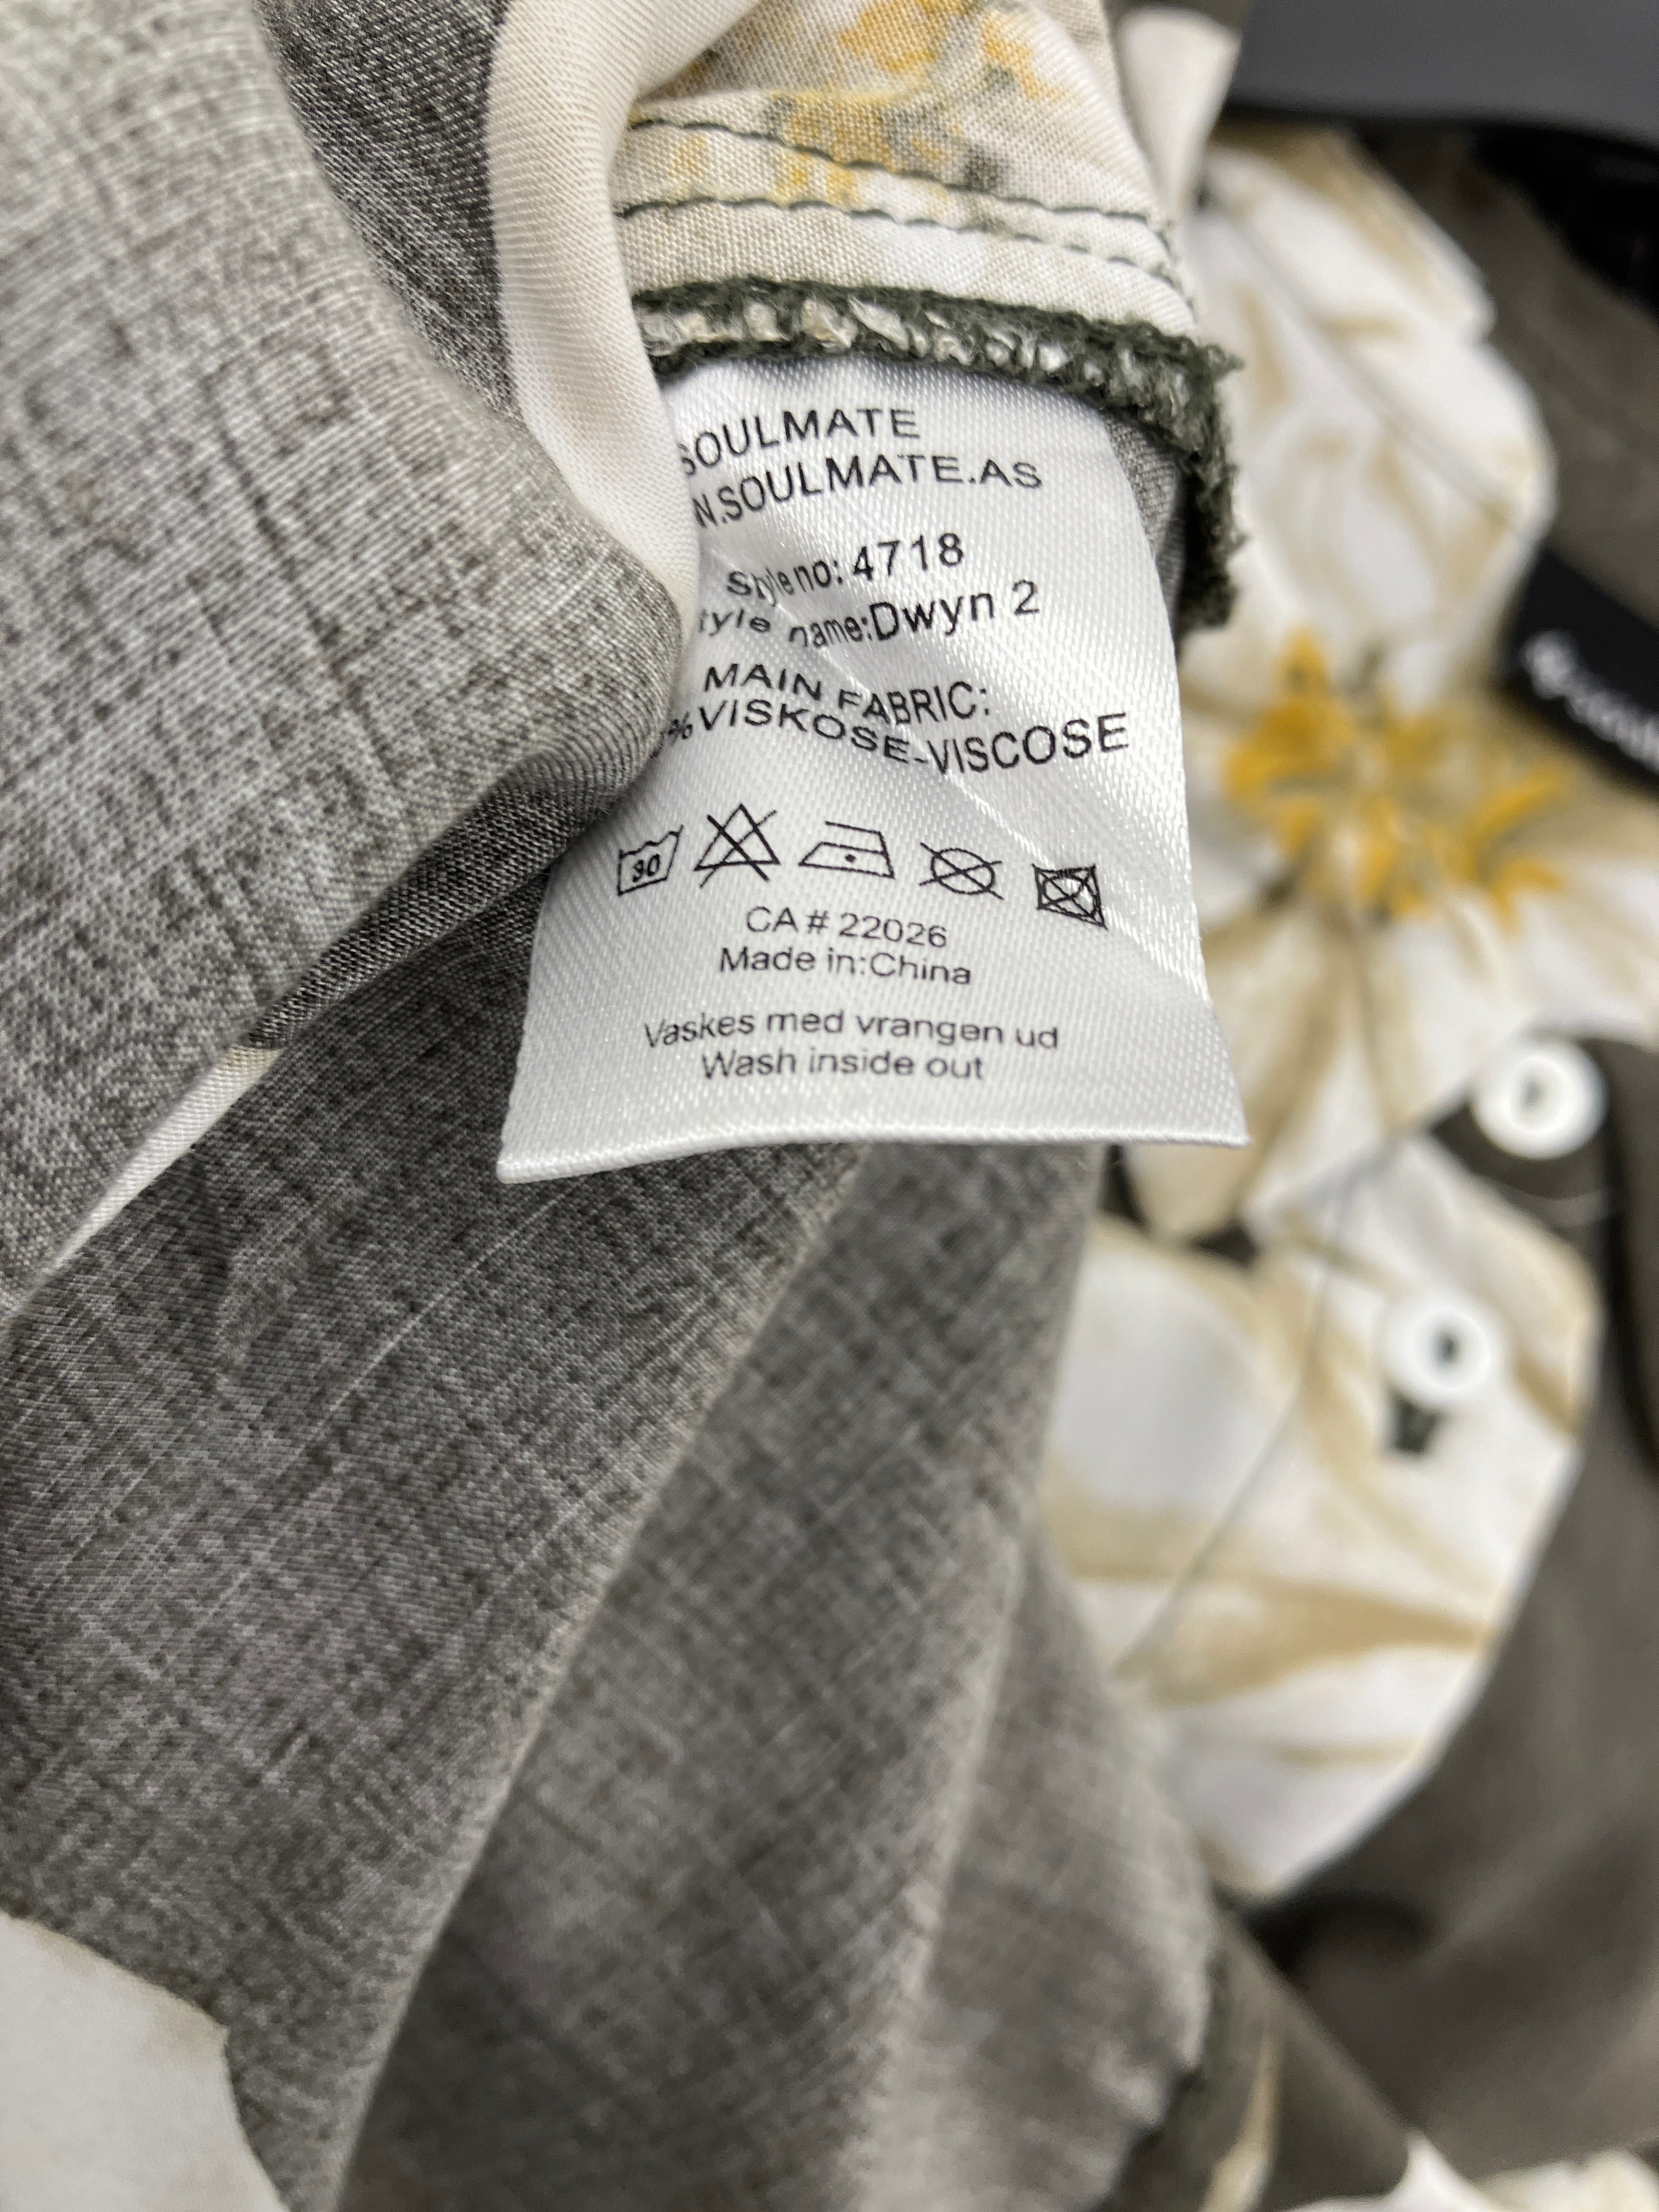 SOULMATE
N.SOULMATE.AS
Style no: 4718
tyle name:Dwyn 2
MAIN FABRIC:
%VISKOSE-VISCOSE
30
CA # 22026
Made in:China
Vaskes med vrangen ud
Wash inside out